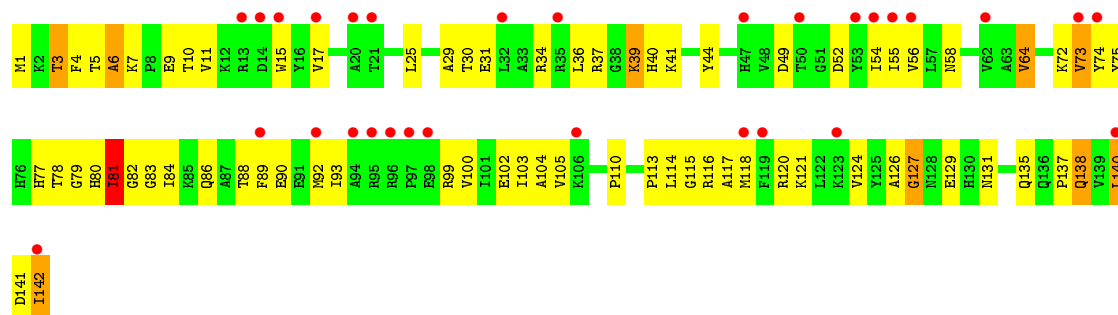 M1 K2 T3 F4 T5 A6 K7 P8 E9 T10 V11 K12 R13 D14 W15 Y16 V17 A20 T21 L25 A29 T30 E31 L32 A33 R34 R35 L36 R37 G38 K39 H40 K41 Y44 H47 V48 D49 T50 G51 D52 Y53 I54 I55 V56 L57 N58 V62 A63 V64 K72 V73 Y74 Y75
H76 H77 T78 G79 H80 I81 G82 G83 I84 K85 Q86 A87 T88 F89 E90 E91 M92 I93 A94 R95 R96 P97 E98 R99 V100 I101 E102 I103 A104 V105 K106 P110 P113 L114 G115 R116 A117 M118 F119 R120 K121 L122 K123 V124 Y125 A126 G127 N128 E129 H130 N131 Q135 Q136 P137 Q138 V139 L140
D141 I142